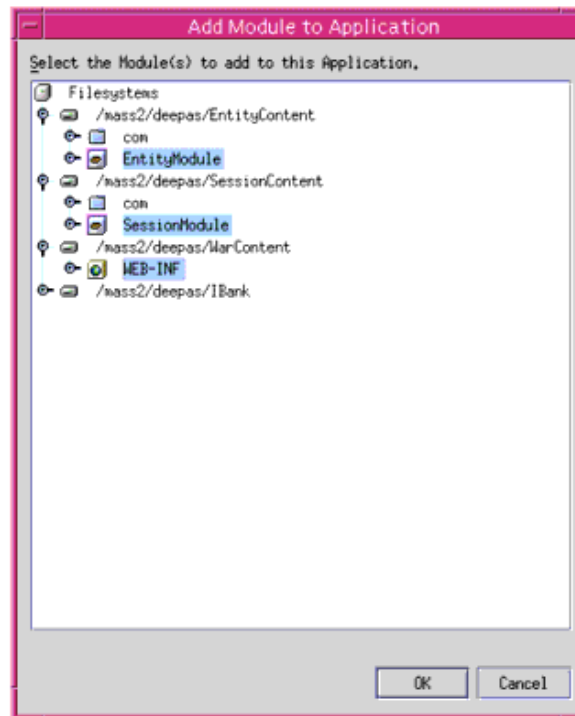 Add Module to Application
Select the Module(s) to add to this Application.
Filesystems
/mass2/deepas/EntityContent
com
EntityModule
/mass2/deepas/SessionContent
com
SessionModule
/mass2/deepas/WarContent
WEB-INF
/mass2/deepas/IBank
OK Cancel